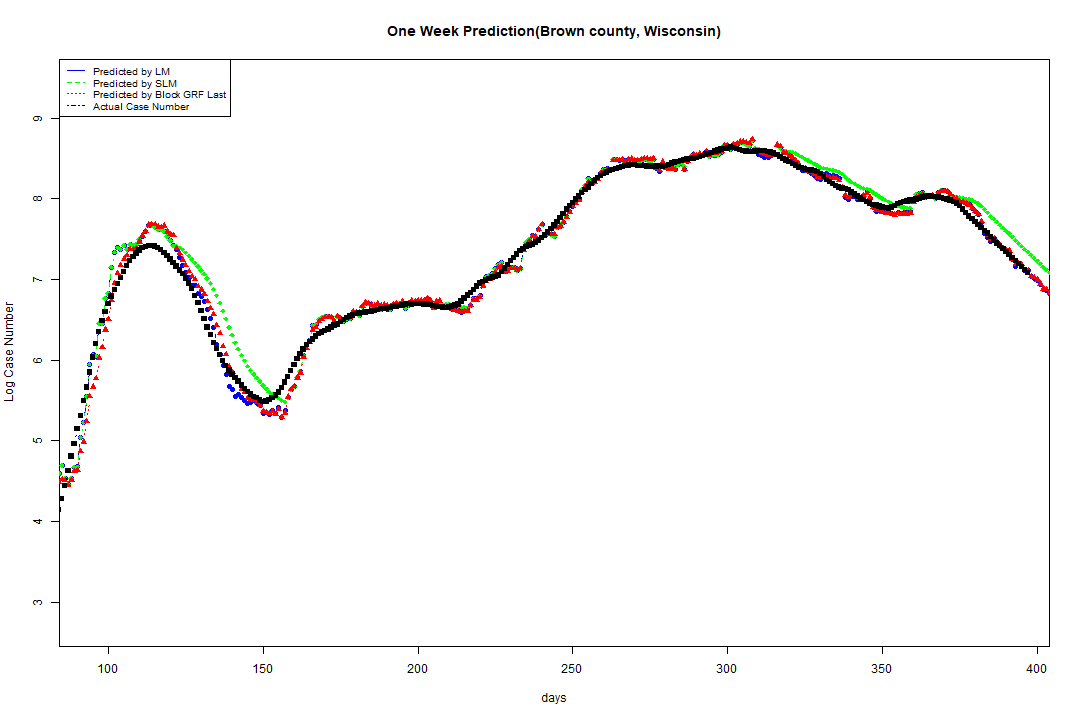 One Week Prediction(Brown county, Wisconsin)
Predicted by LM
Predicted by SLM
Predicted by Block GRF Last
Actual Case Number
9
8
7
6
5
4
3
Log Case Number
100 150 200 250 300 350 400
days